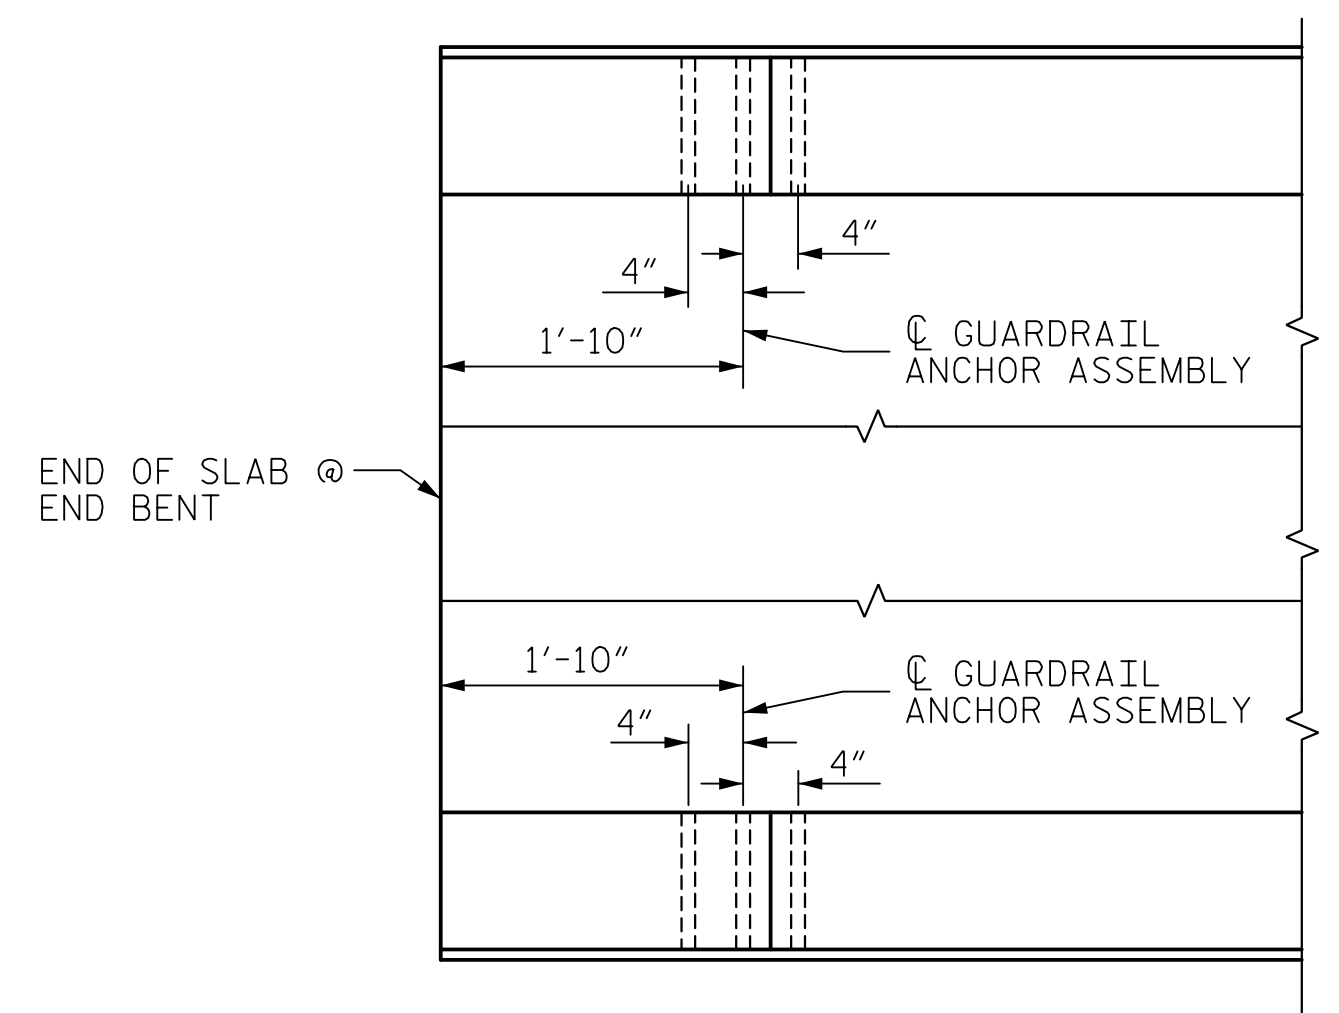 4″
4″
1′-10″
℄ GUARDRAIL
ANCHOR ASSEMBLY
END OF SLAB @
END BENT
1′-10″
℄ GUARDRAIL
ANCHOR ASSEMBLY
4″
4″